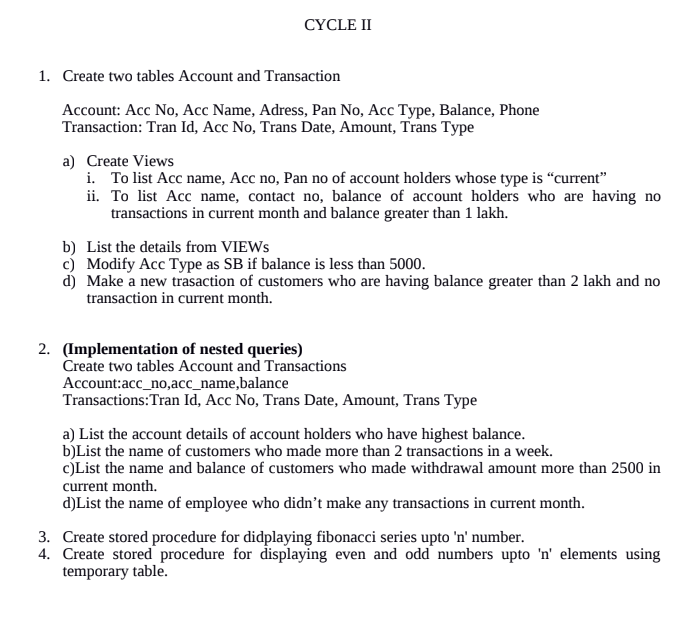 CYCLE II
1. Create two tables Account and Transaction
Account: Acc No, Acc Name, Adress, Pan No, Acc Type, Balance, Phone
Transaction: Tran Id, Acc No, Trans Date, Amount, Trans Type
a) Create Views
i. To list Acc name, Acc no, Pan no of account holders whose type is “current”
ii. To list Acc name, contact no, balance of account holders who are having no
transactions in current month and balance greater than 1 lakh.
b) List the details from VIEWs
c) Modify Acc Type as SB if balance is less than 5000.
d) Make a new trasaction of customers who are having balance greater than 2 lakh and no
transaction in current month.
2. (Implementation of nested queries)
Create two tables Account and Transactions
Account:acc_no,acc_name,balance
Transactions:Tran Id, Acc No, Trans Date, Amount, Trans Type
a) List the account details of account holders who have highest balance.
b)List the name of customers who made more than 2 transactions in a week.
c)List the name and balance of customers who made withdrawal amount more than 2500 in
current month.
d)List the name of employee who didn’t make any transactions in current month.
3. Create stored procedure for didplaying fibonacci series upto 'n' number.
4. Create stored procedure for displaying even and odd numbers upto 'n' elements using
temporary table.